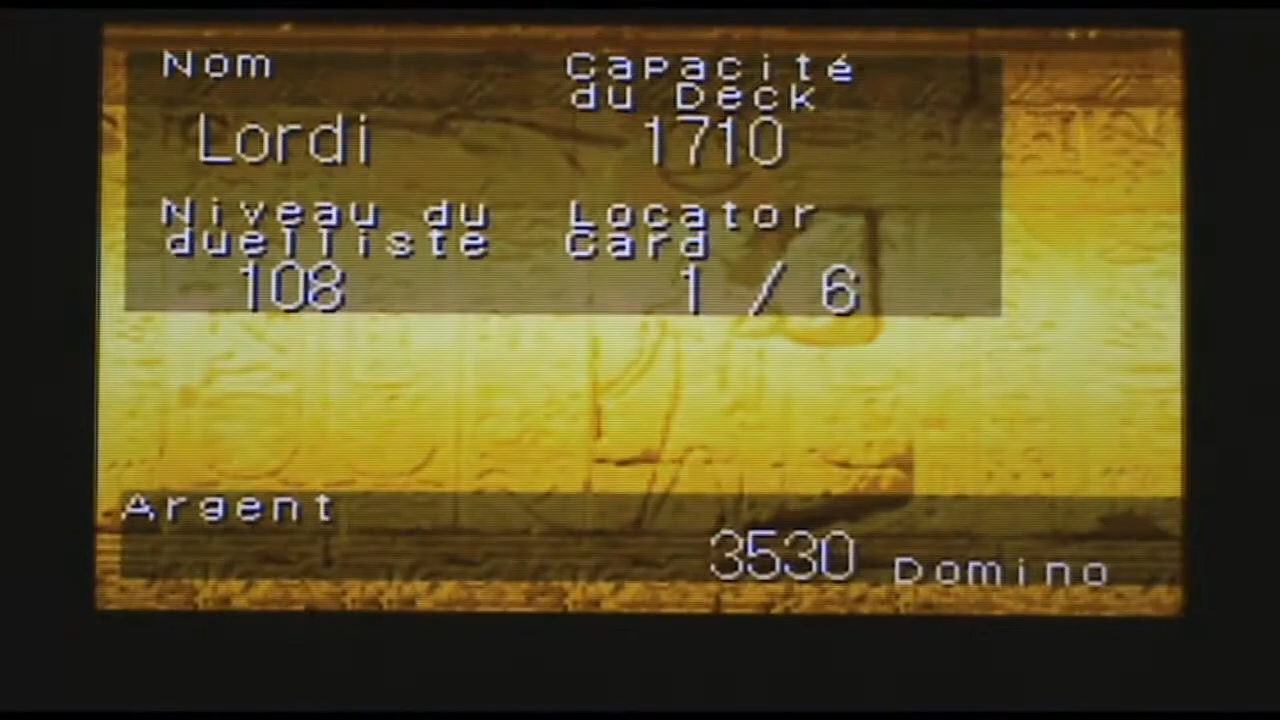 Nom
Lordi
Capacité
du Deck
1710
Niveau du
duelliste
108
Locator
Card
1 / 6
Argent
3530 Domino